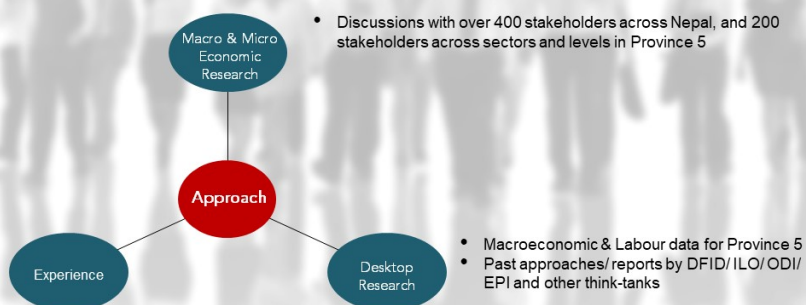 Macro & Micro
Economic
Research
• Discussions with over 400 stakeholders across Nepal, and 200
stakeholders across sectors and levels in Province 5
Approach
Experience
Desktop
Research
• Macroeconomic & Labour data for Province 5
• Past approaches/ reports by DFID/ ILO/ ODI/
EPI and other think-tanks